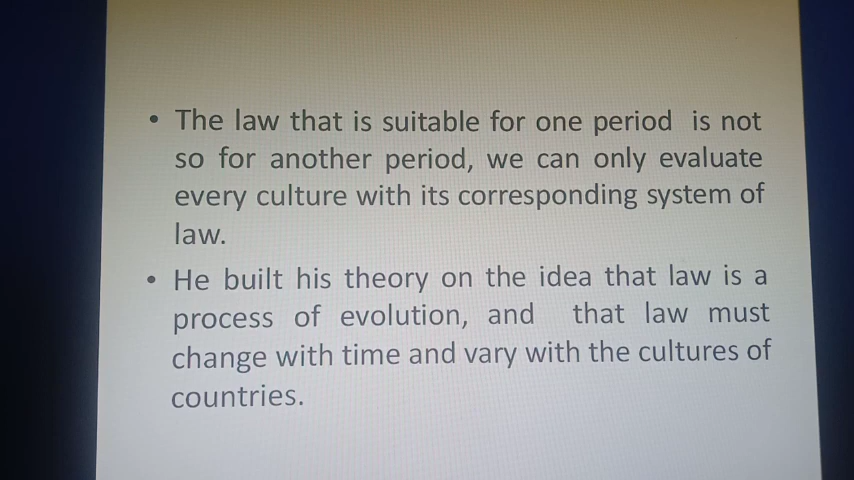 • The law that is suitable for one period is not
so for another period, we can only evaluate
every culture with its corresponding system of
law.
• He built his theory on the idea that law is a
process of evolution, and that law must
change with time and vary with the cultures of
countries.